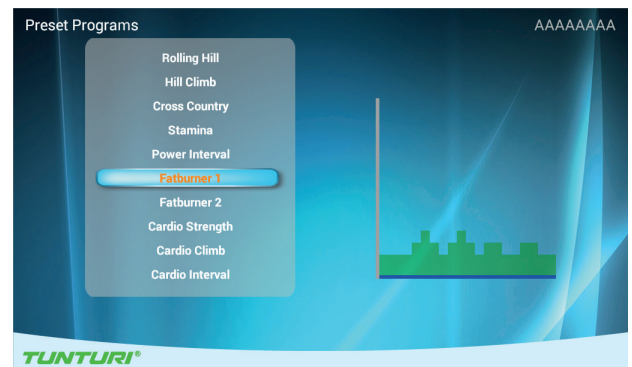 Preset Programs
AAAAAAAA
Rolling Hill
Hill Climb
Cross Country
Stamina
Power Interval
Fatburner 1
Fatburner 2
Cardio Strength
Cardio Climb
Cardio Interval
TUNTURI®